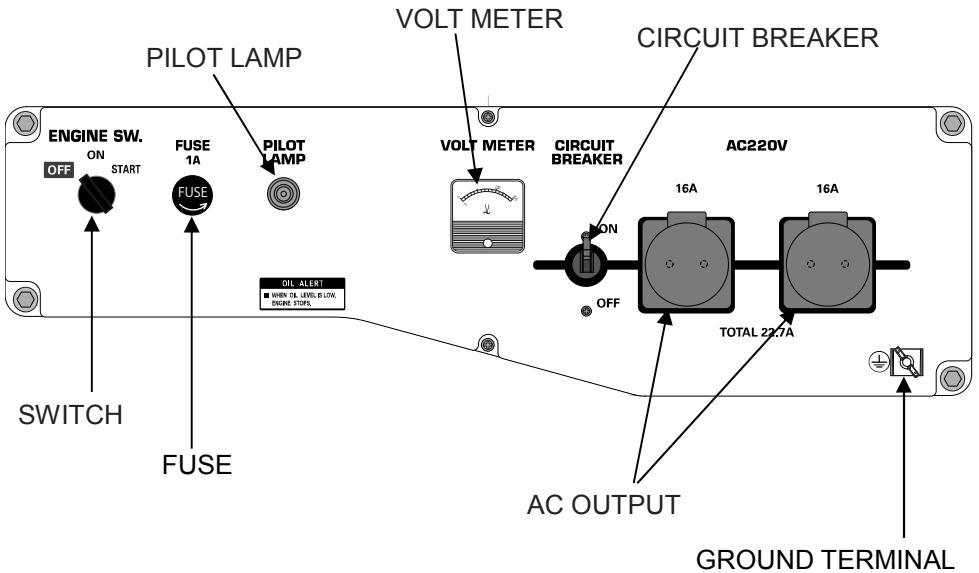 VOLT METER
CIRCUIT BREAKER
PILOT LAMP
ENGINE SW.
ON
OFF
START
FUSE
1A
FUSE
PILOT
LAMP
VOLT METER
V
CIRCUIT
BREAKER
ON
OFF
AC220V
16A
16A
TOTAL 22.7A
OIL ALERT
WHEN OIL LEVEL IS LOW,
ENGINE STOPS.
SWITCH
FUSE
AC OUTPUT
GROUND TERMINAL